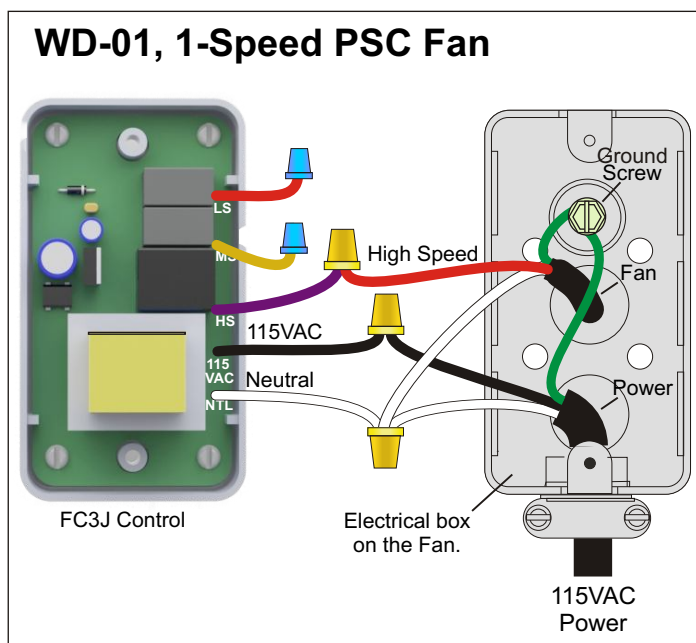 WD-01, 1-Speed PSC Fan
LS
MS
HS
115
VAC
NTL
High Speed
115VAC
Neutral
Ground
Screw
Fan
Power
FC3J Control
Electrical box
on the Fan.
115VAC
Power